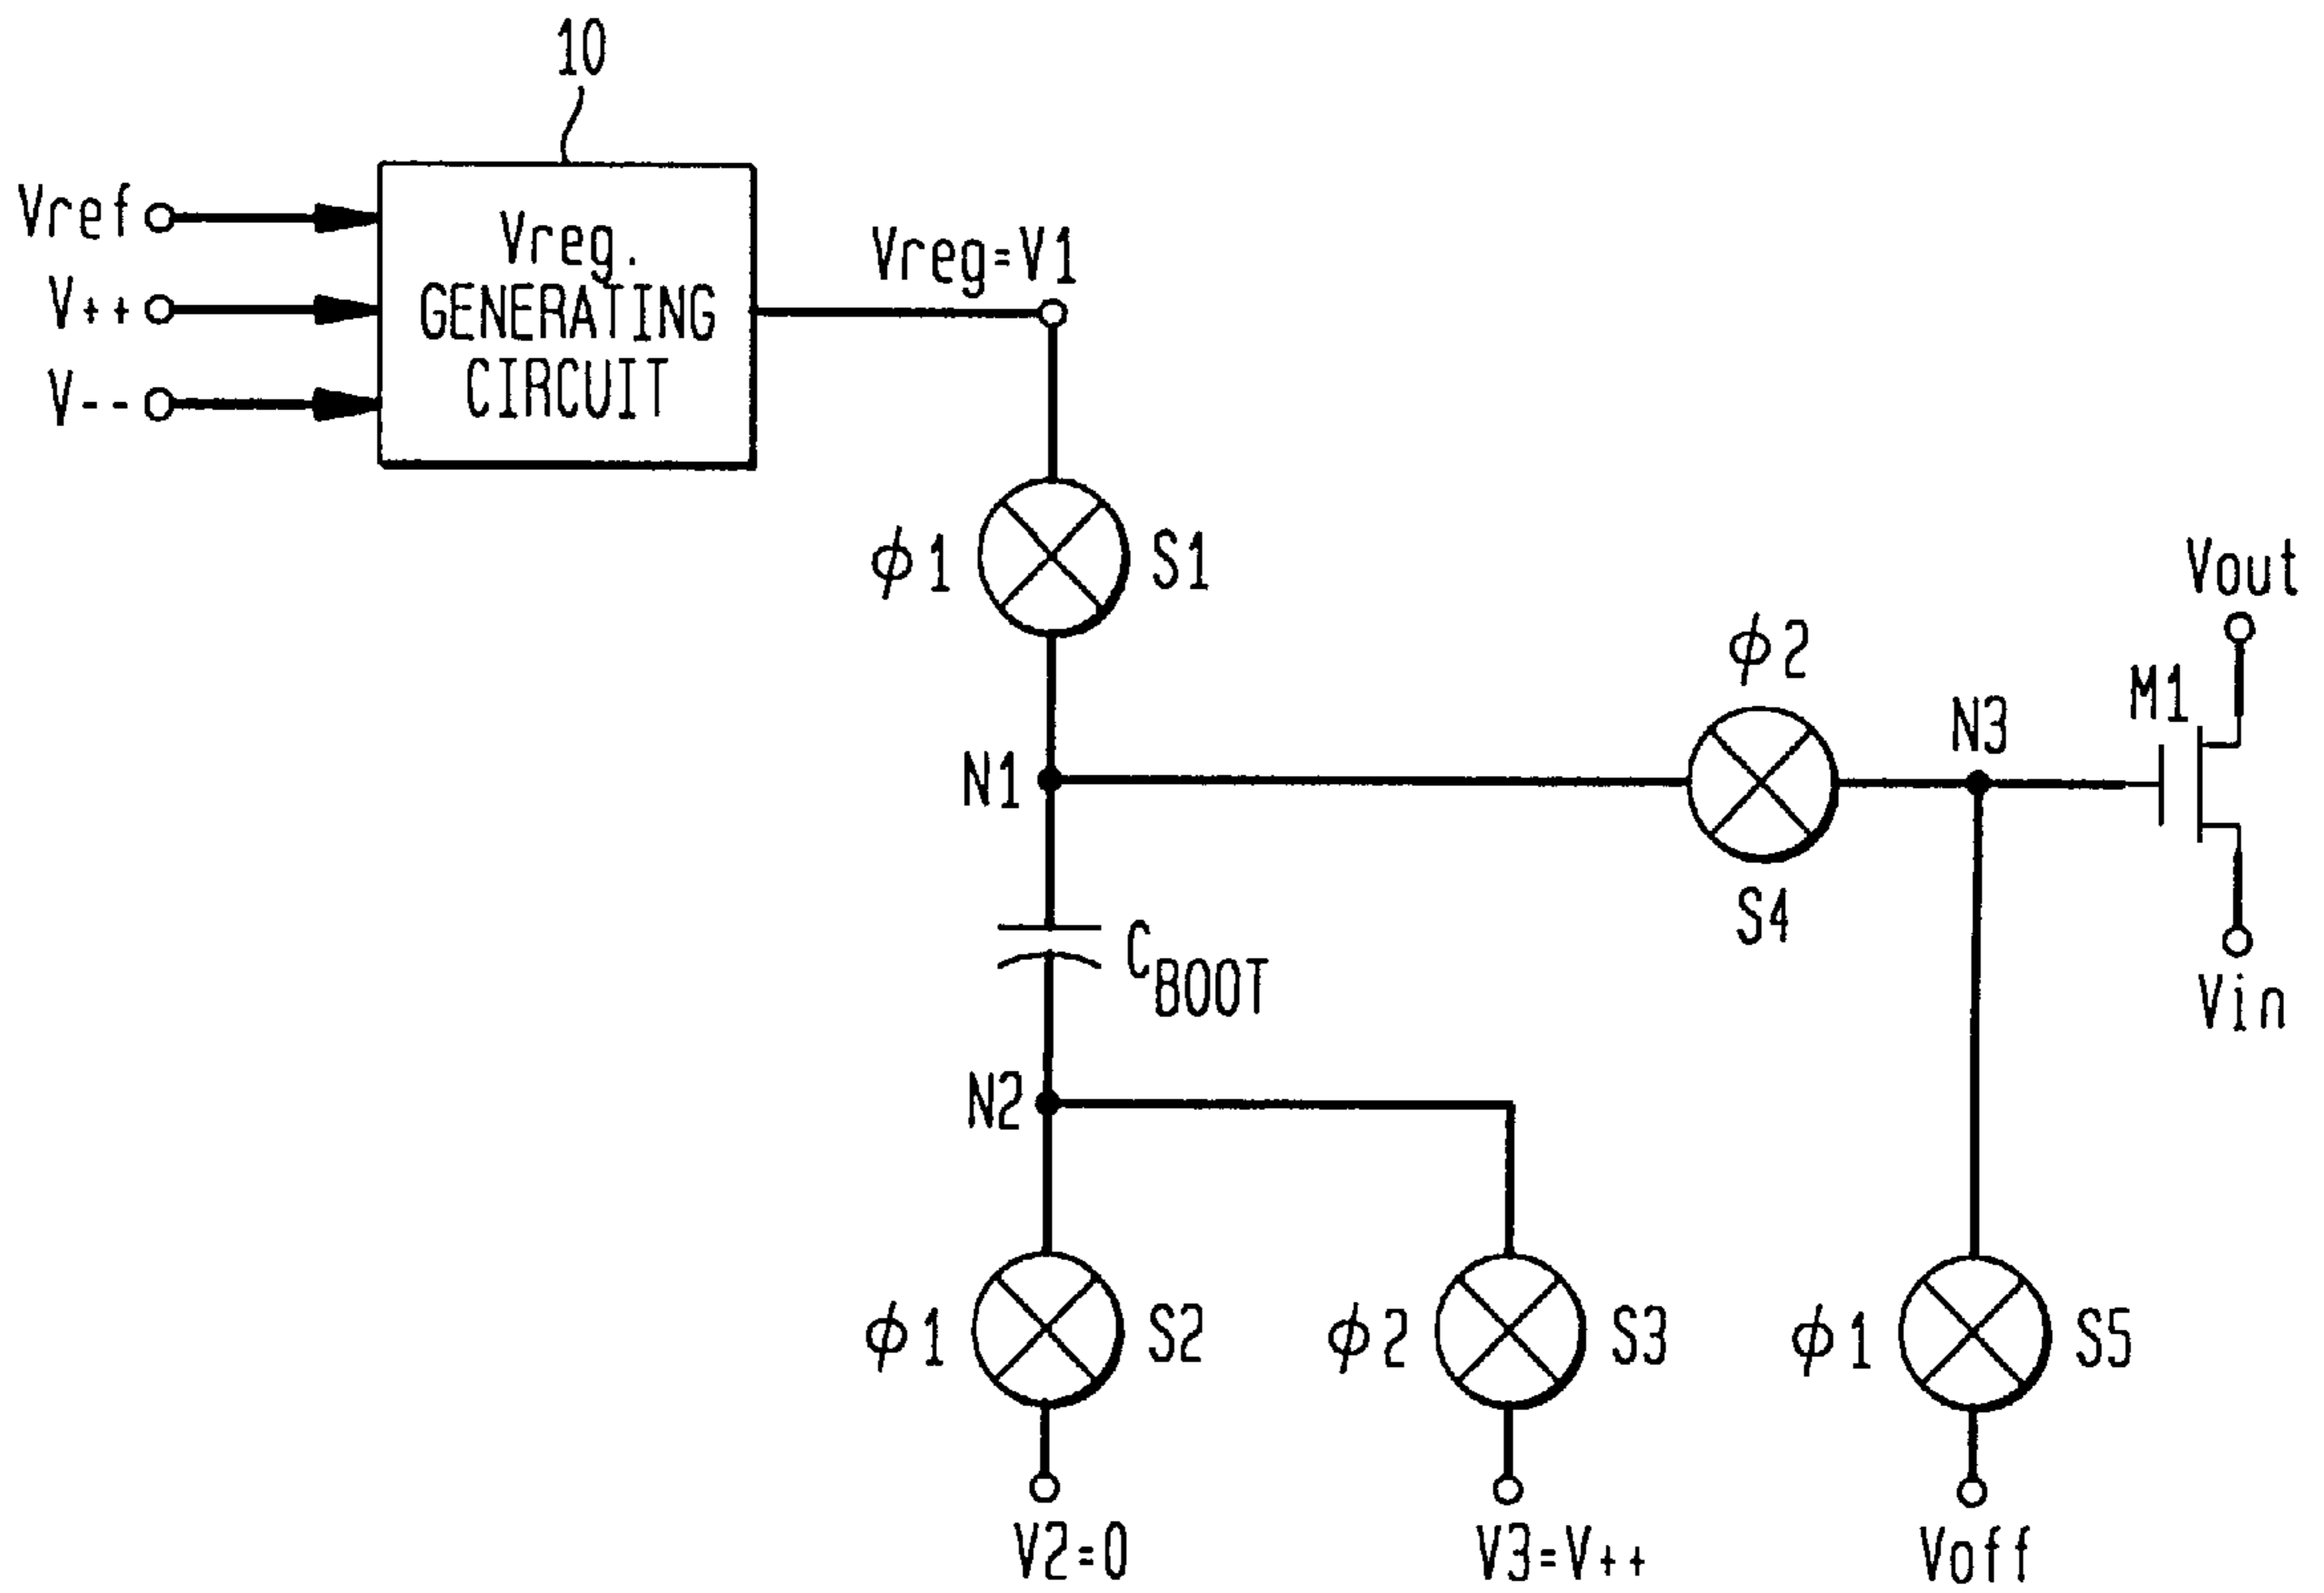 10
Vref
V++
V--
Vreg.
GENERATING
CIRCUIT
Vreg=V1
ϕ1
S1
ϕ2
S4
N1
N3
M1
Vout
Vin
CBOOT
N2
ϕ1
S2
ϕ2
S3
ϕ1
S5
V2=0
V3=V++
Voff